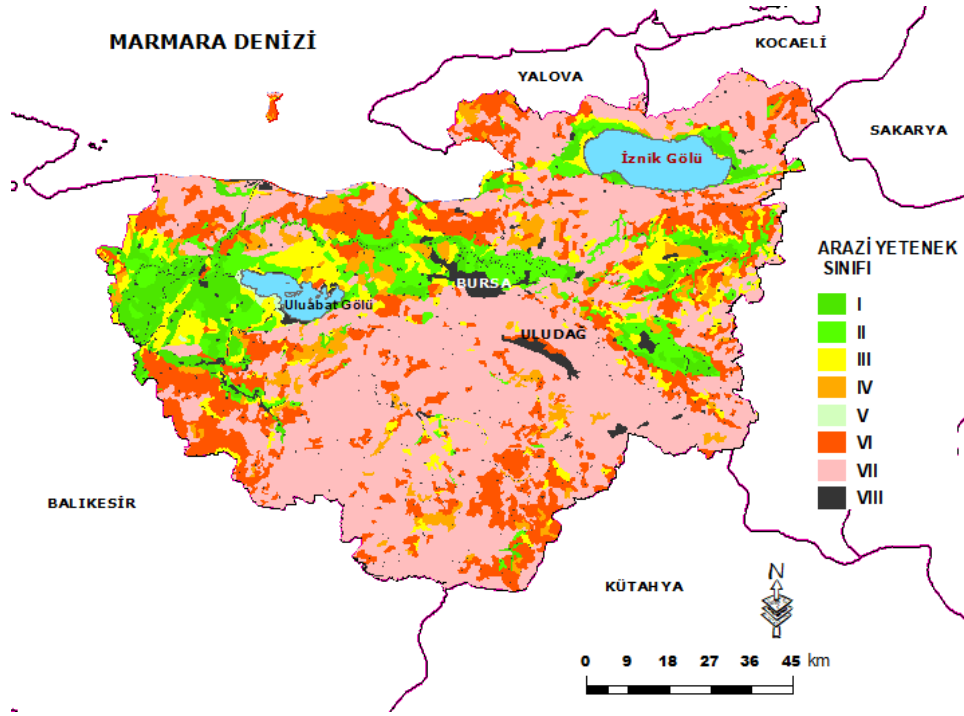 MARMARA DENİZİ
KOCAELİ
YALOVA
SAKARYA
İznik Gölü
ARAZİ YETENEK
SINIFI
BURSA
Uluabat Gölü
ULUDAĞ
I
II
III
IV
V
VI
VII
VIII
BALIKESİR
KÜTAHYA
N
0 9 18 27 36 45 km